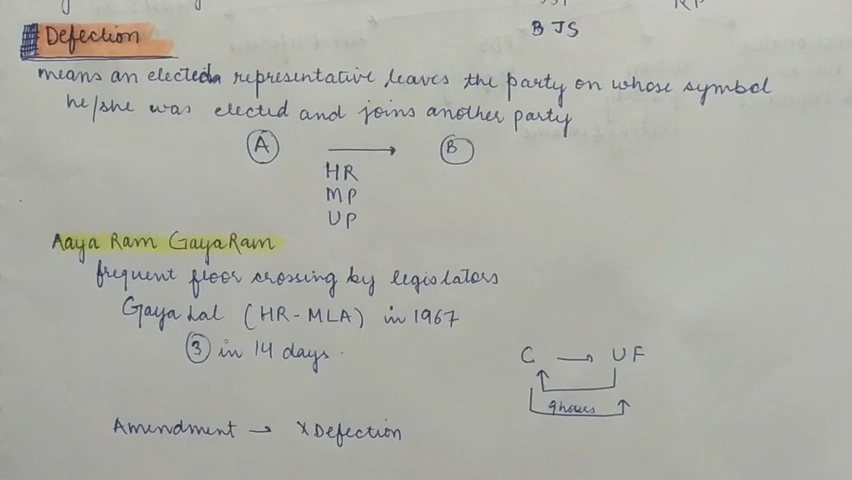 BJS
Defection
means an elected representative leaves the party on whose symbol
he/she was elected and joins another party
A → B
HR
MP
UP
Aaya Ram Gaya Ram
frequent floor crossing by legislators
Gaya Lal (HR-MLA) in 1967
3 in 14 days.
C → UF
9 hours
Amendment → X Defection